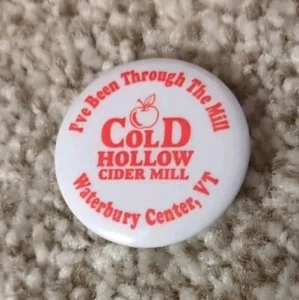 I've Been Through The Mill
COLD
HOLLOW
CIDER MILL
Waterbury Center, VT